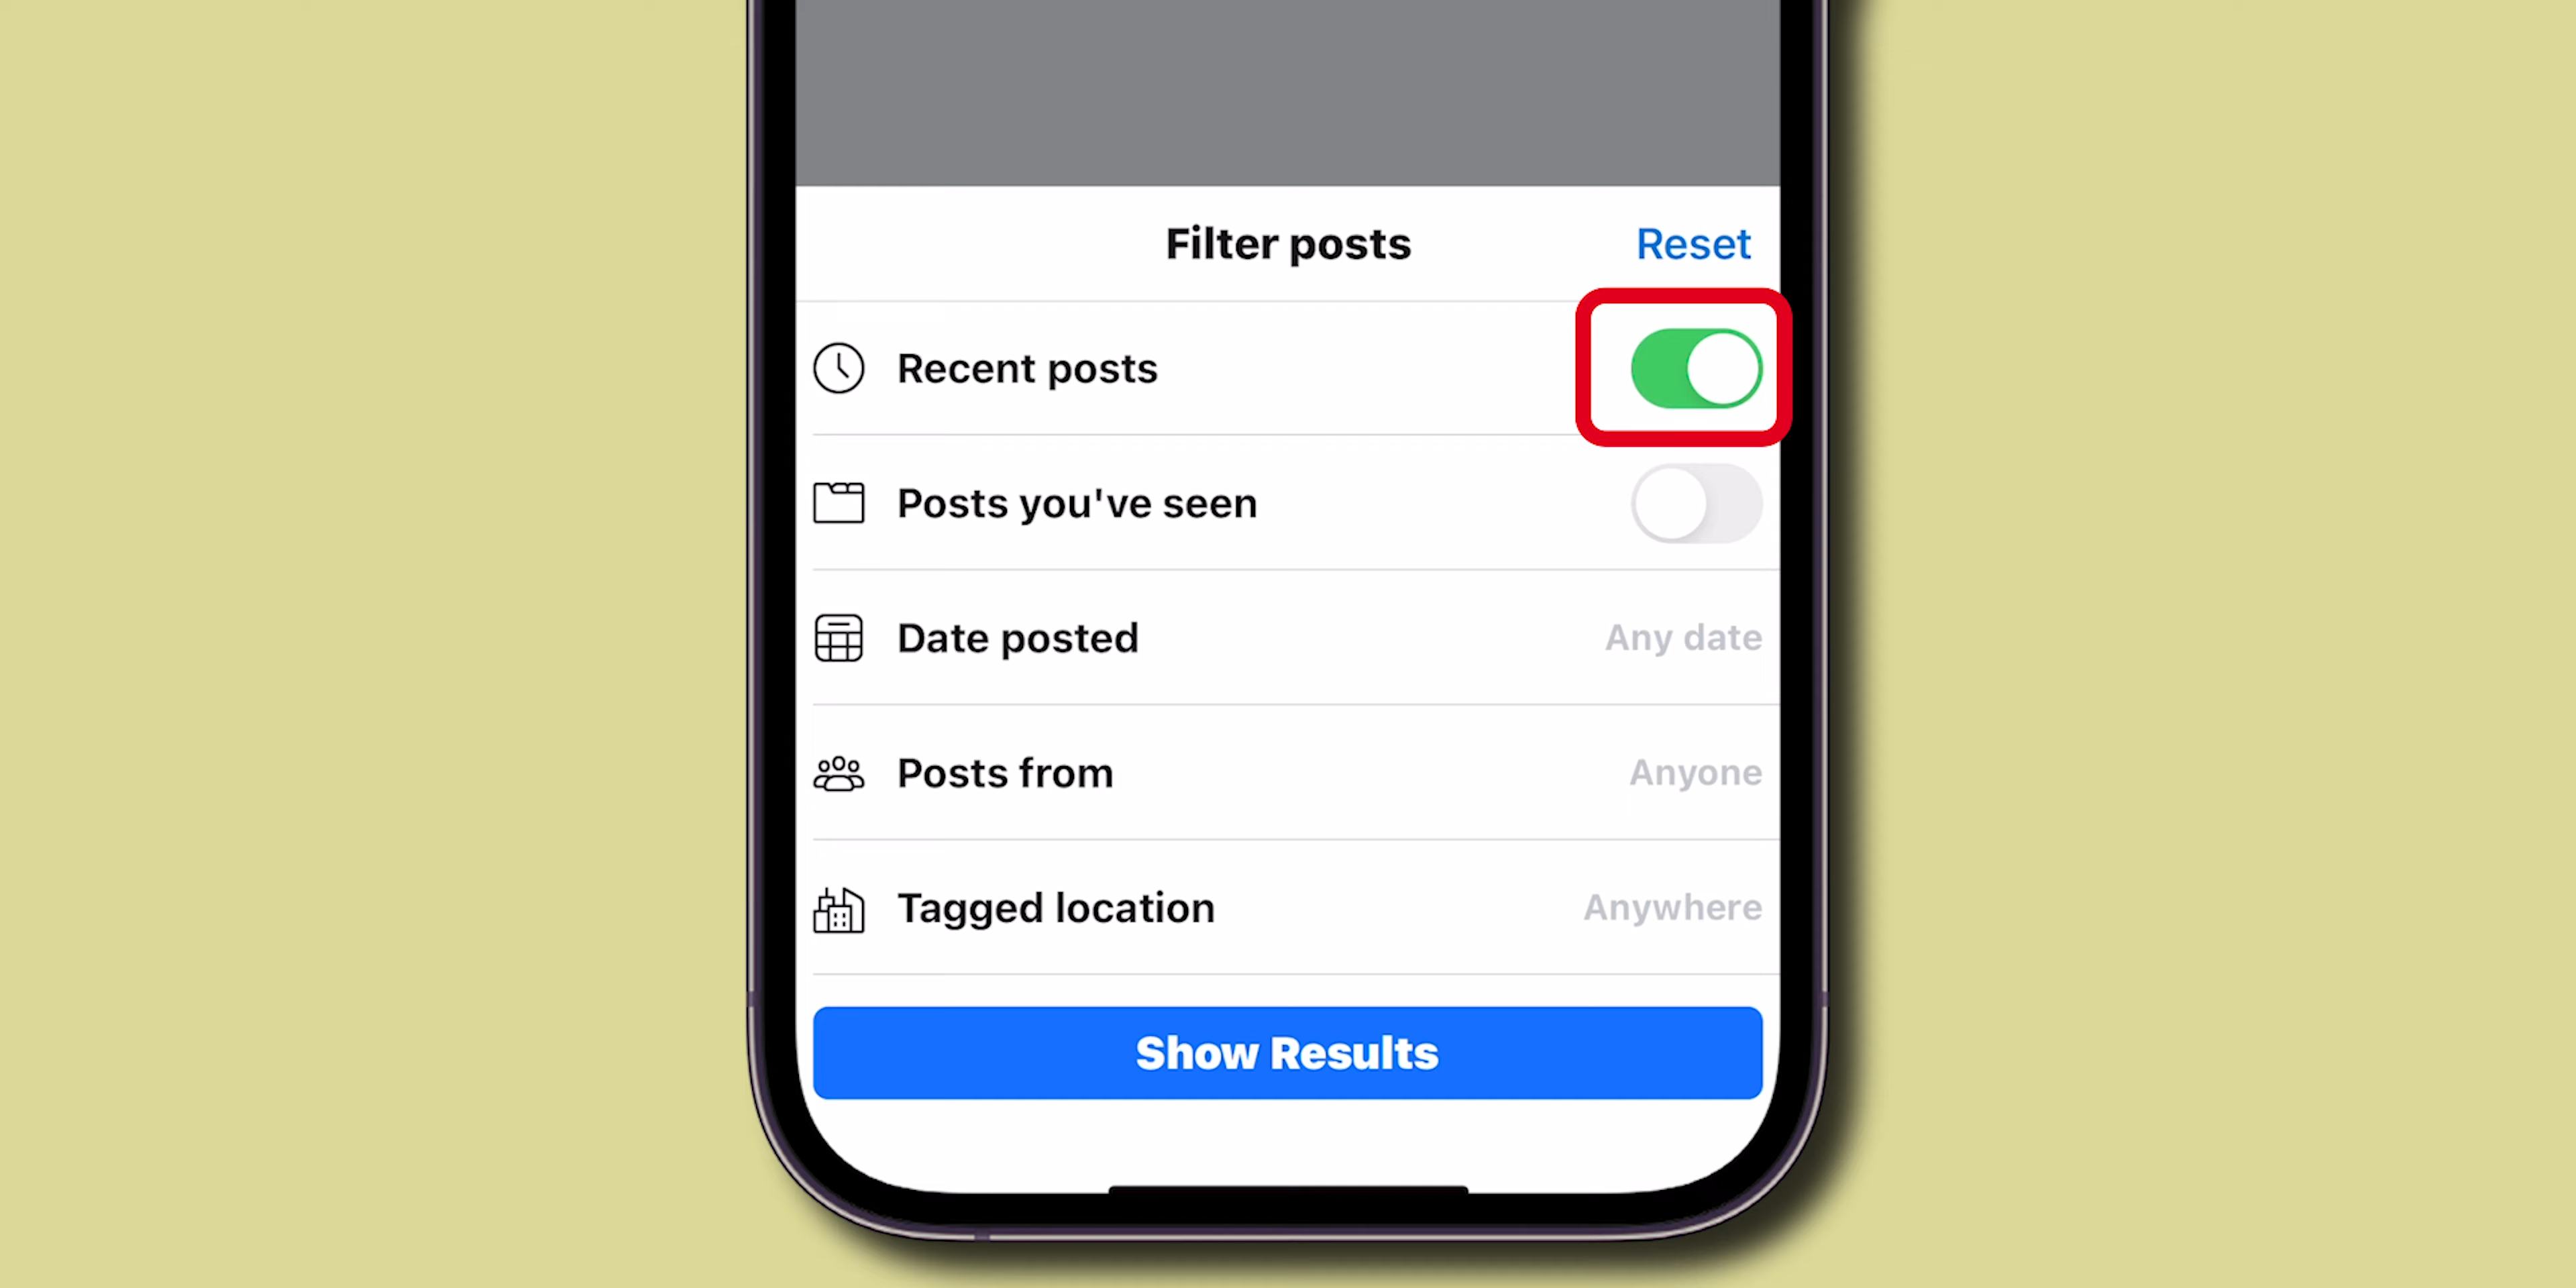 Filter posts
Reset
Recent posts
Posts you've seen
Date posted
Any date
Posts from
Anyone
Tagged location
Anywhere
Show Results